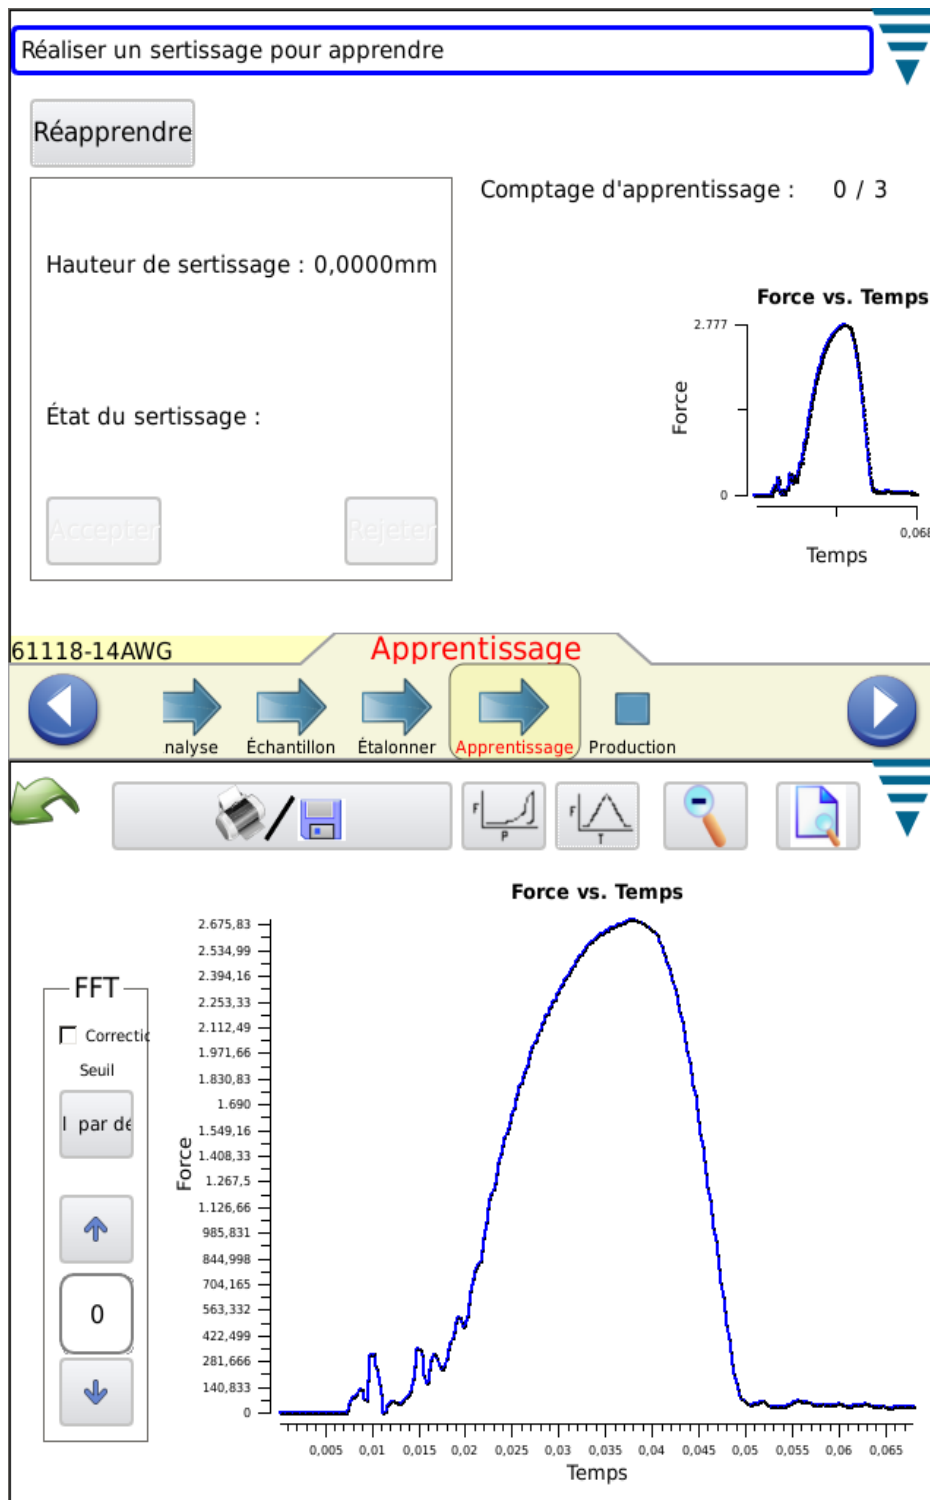 Réaliser un sertissage pour apprendre
Réapprendre
Comptage d'apprentissage : 0 / 3
Hauteur de sertissage : 0,0000mm
État du sertissage :
Accepter
Rejeter
Force vs. Temps
2.777
Force
0
0,068
Temps
61118-14AWG
Apprentissage
nalyse
Échantillon
Étalonner
Apprentissage
Production
F
P
F
T
Force vs. Temps
FFT
Correctic
Seuil
l par dé
0
Force
2.675,83
2.534,99
2.394,16
2.253,33
2.112,49
1.971,66
1.830,83
1.690
1.549,16
1.408,33
1.267,5
1.126,66
985,831
844,998
704,165
563,332
422,499
281,666
140,833
0
0,005 0,01 0,015 0,02 0,025 0,03 0,035 0,04 0,045 0,05 0,055 0,06 0,065
Temps